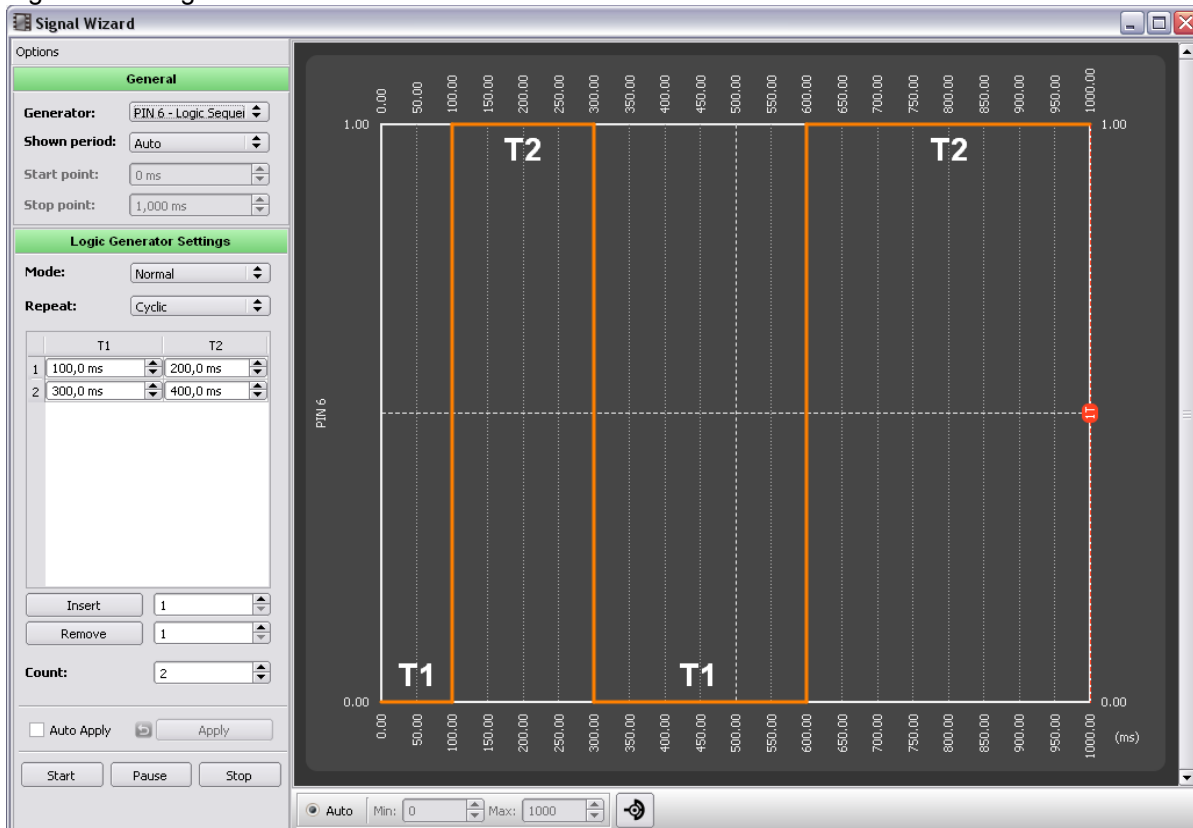 Signal Wizard
Options
General
Generator: PIN 6 - Logic Sequei
Shown period: Auto
Start point: 0 ms
Stop point: 1,000 ms
Logic Generator Settings
Mode: Normal
Repeat: Cyclic
T1 T2
1 100,0 ms 200,0 ms
2 300,0 ms 400,0 ms
Insert 1
Remove 1
Count: 2
Auto Apply Apply
Start Pause Stop
0.00 50.00 100.00 150.00 200.00 250.00 300.00 350.00 400.00 450.00 500.00 550.00 600.00 650.00 700.00 750.00 800.00 850.00 900.00 950.00 1000.00
1.00 1.00
T2 T2
PIN 6
1T
T1 T1
0.00 0.00
0.00 50.00 100.00 150.00 200.00 250.00 300.00 350.00 400.00 450.00 500.00 550.00 600.00 650.00 700.00 750.00 800.00 850.00 900.00 950.00 1000.00 (ms)
Auto Min: 0 Max: 1000